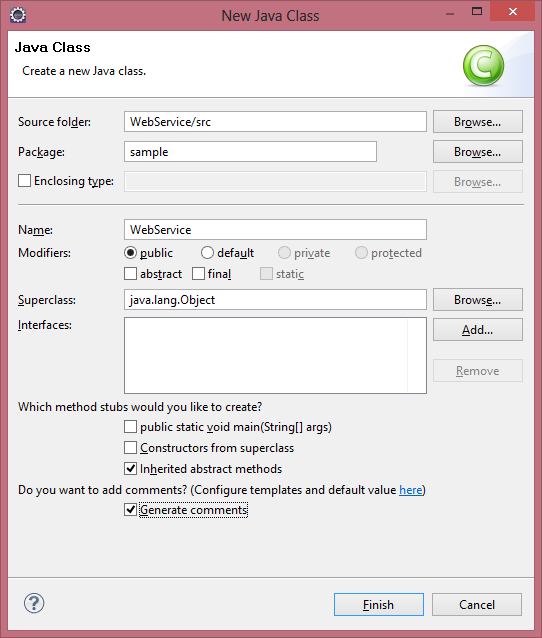 New Java Class
Java Class
Create a new Java class.
C
Source folder: WebService/src Browse...
Package: sample Browse...
Enclosing type: Browse...
Name: WebService
Modifiers: public default private protected
abstract final static
Superclass: java.lang.Object Browse...
Interfaces: Add...
Remove
Which method stubs would you like to create?
public static void main(String[] args)
Constructors from superclass
Inherited abstract methods
Do you want to add comments? (Configure templates and default value here)
Generate comments
? Finish Cancel